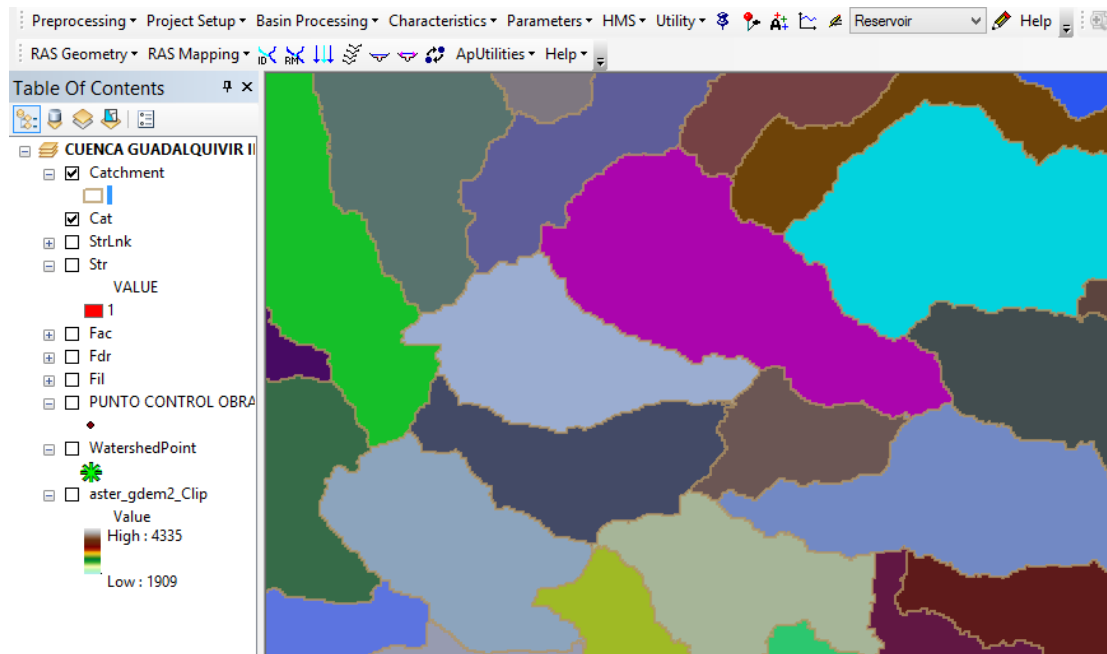 Preprocessing Project Setup Basin Processing Characteristics Parameters HMS Utility Reservoir Help
RAS Geometry RAS Mapping ID RM ApUtilities Help
Table Of Contents
CUENCA GUADALQUIVIR II
Catchment
Cat
StrLnk
Str
VALUE
1
Fac
Fdr
Fil
PUNTO CONTROL OBRA
WatershedPoint
aster_gdem2_Clip
Value
High : 4335
Low : 1909